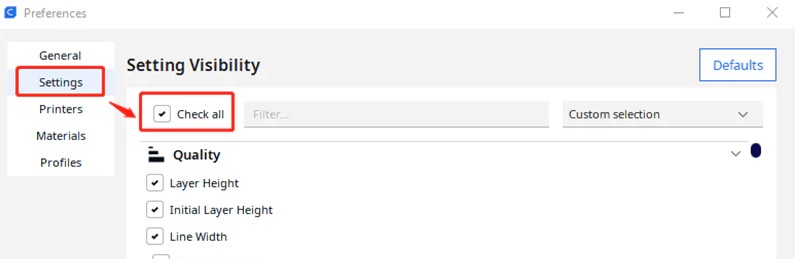 Preferences
General
Settings
Printers
Materials
Profiles
Setting Visibility
Defaults
Check all
Filter...
Custom selection
Quality
Layer Height
Initial Layer Height
Line Width